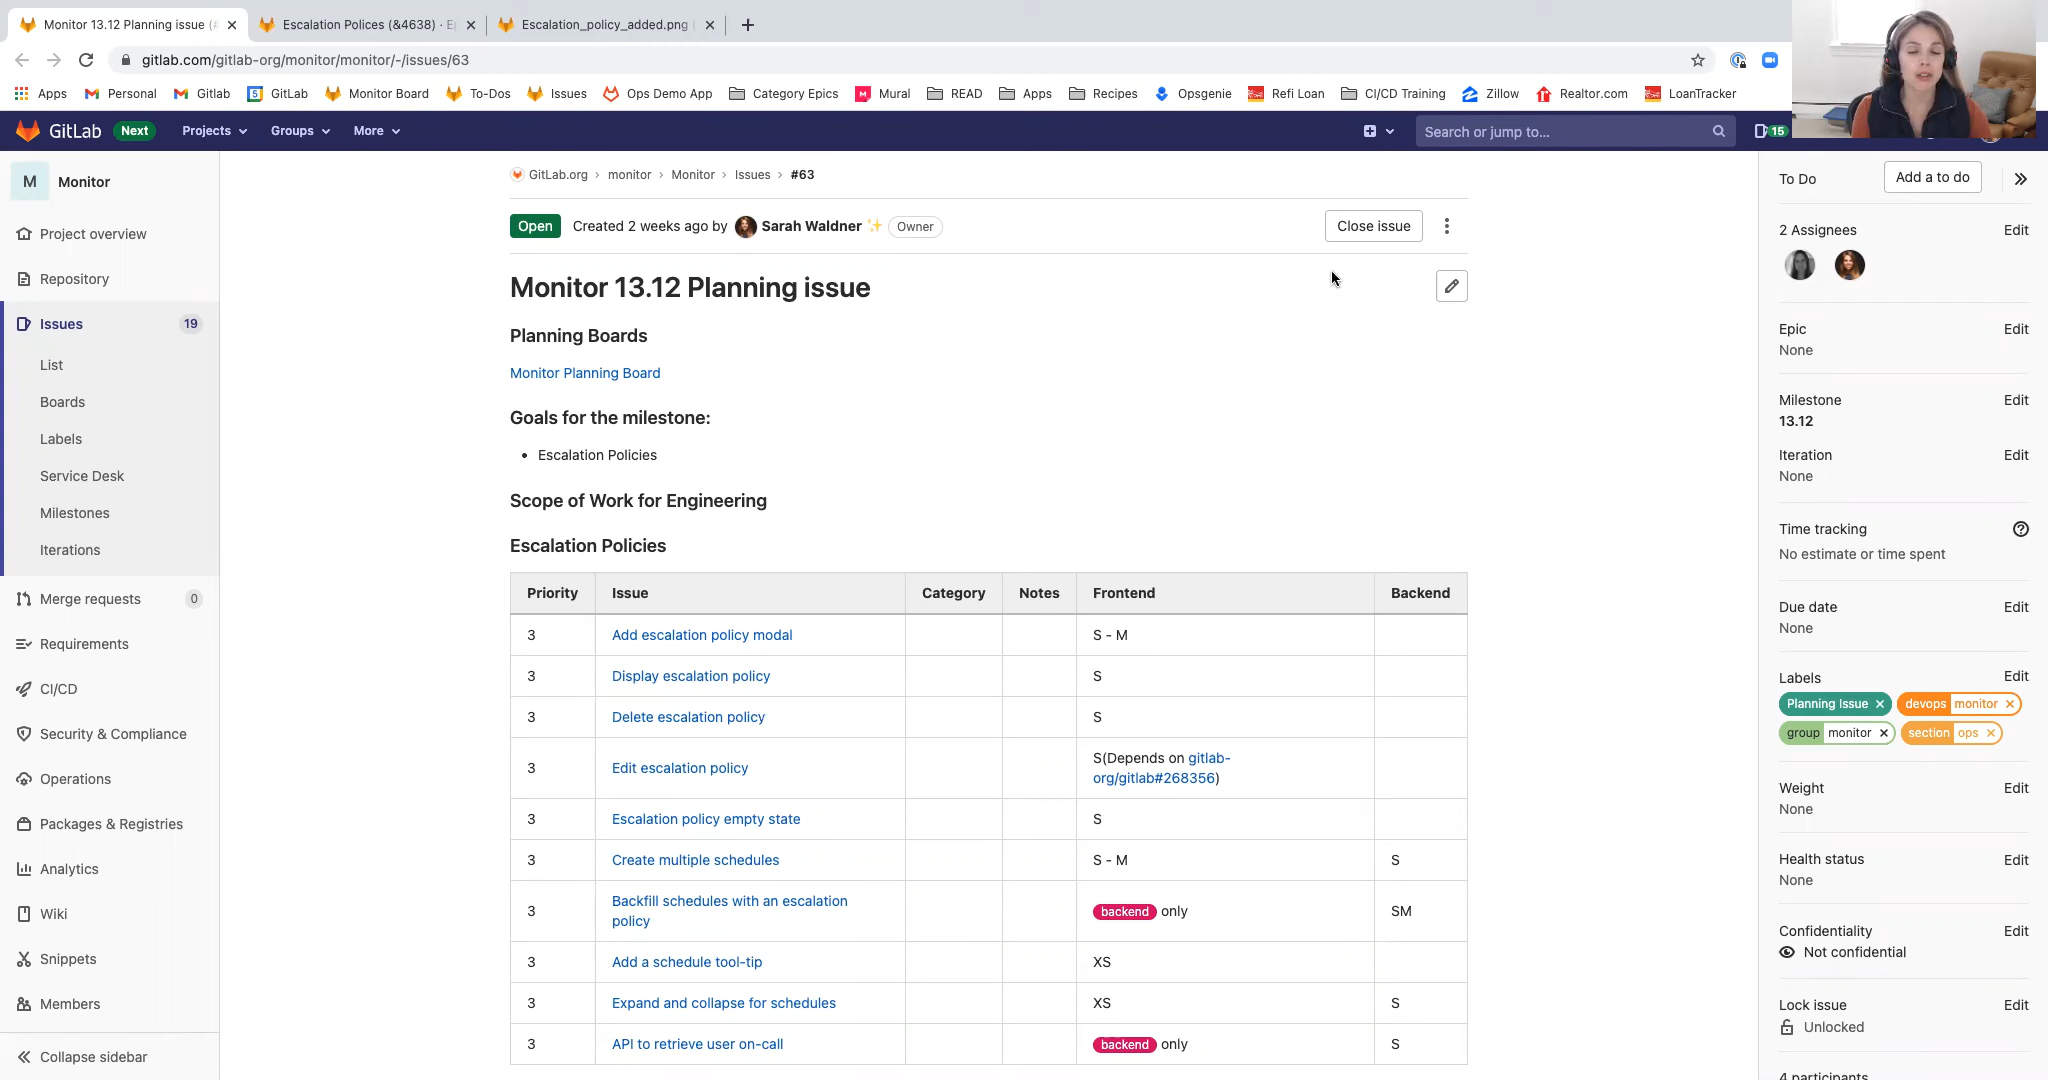 Monitor 13.12 Planning issue (#
Escalation Polices (&4638) · E
Escalation_policy_added.png
gitlab.com/gitlab-org/monitor/monitor/-/issues/63
Apps Personal Gitlab GitLab Monitor Board To-Dos Issues Ops Demo App Category Epics Mural READ Apps Recipes Opsgenie Refi Loan CI/CD Training Zillow Realtor.com LoanTracker
GitLab Next Projects Groups More Search or jump to... 15
M Monitor
Project overview
Repository
Issues 19
List
Boards
Labels
Service Desk
Milestones
Iterations
Merge requests 0
Requirements
CI/CD
Security & Compliance
Operations
Packages & Registries
Analytics
Wiki
Snippets
Members
Collapse sidebar
GitLab.org › monitor › Monitor › Issues › #63
Open Created 2 weeks ago by Sarah Waldner ✨ Owner Close issue
Monitor 13.12 Planning issue
Planning Boards
Monitor Planning Board
Goals for the milestone:
• Escalation Policies
Scope of Work for Engineering
Escalation Policies
Priority Issue Category Notes Frontend Backend
3 Add escalation policy modal S - M
3 Display escalation policy S
3 Delete escalation policy S
3 Edit escalation policy S(Depends on gitlab-
org/gitlab#268356)
3 Escalation policy empty state S
3 Create multiple schedules S - M S
3 Backfill schedules with an escalation
policy backend only SM
3 Add a schedule tool-tip XS
3 Expand and collapse for schedules XS S
3 API to retrieve user on-call backend only S
To Do Add a to do
2 Assignees Edit
Epic Edit
None
Milestone Edit
13.12
Iteration Edit
None
Time tracking
No estimate or time spent
Due date Edit
None
Labels Edit
Planning Issue × devops monitor ×
group monitor × section ops ×
Weight Edit
None
Health status Edit
None
Confidentiality Edit
Not confidential
Lock issue Edit
Unlocked
4 participants